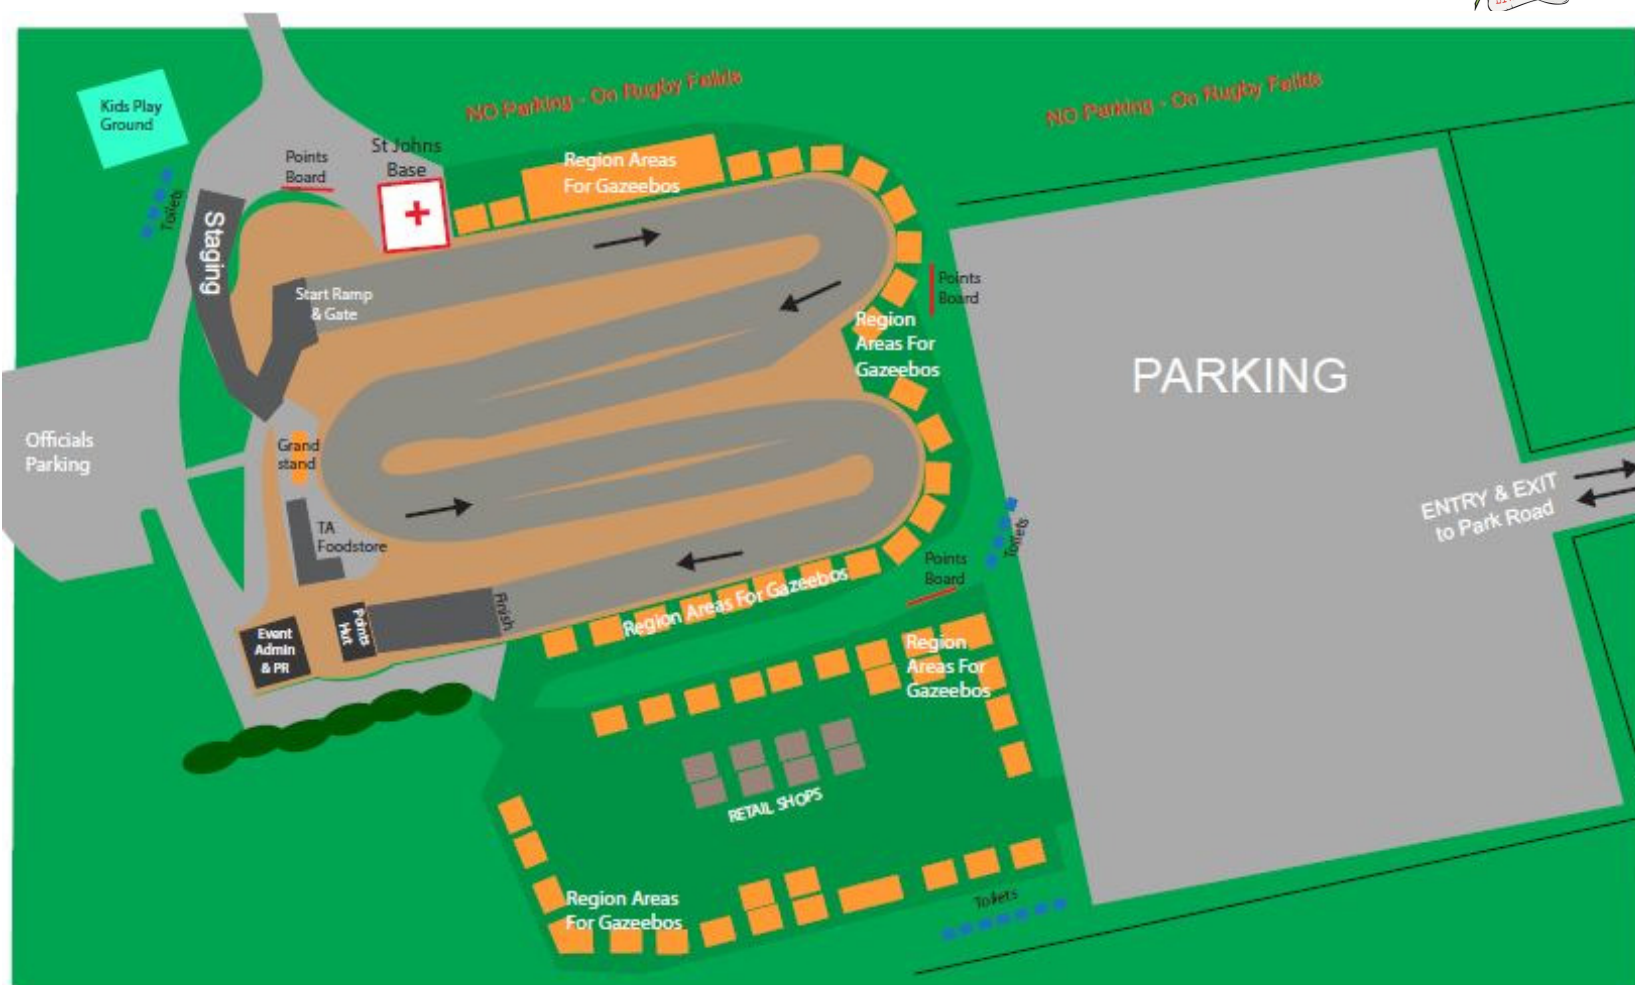 NO Parking - On Rugby Feilds
NO Parking - On Rugby Feilds
Kids Play
Ground
Toilets
Points
Board
St Johns
Base
Region Areas
For Gazeebos
Staging
Start Ramp
& Gate
Points
Board
Region
Areas For
Gazeebos
PARKING
Officials
Parking
Grand
stand
TA
Foodstore
ENTRY & EXIT
to Park Road
Toilets
Points
Board
Region Areas For Gazeebos
Finish
Points
Hut
Event
Admin
& PR
Region
Areas For
Gazeebos
RETAIL SHOPS
Region Areas
For Gazeebos
Toilets